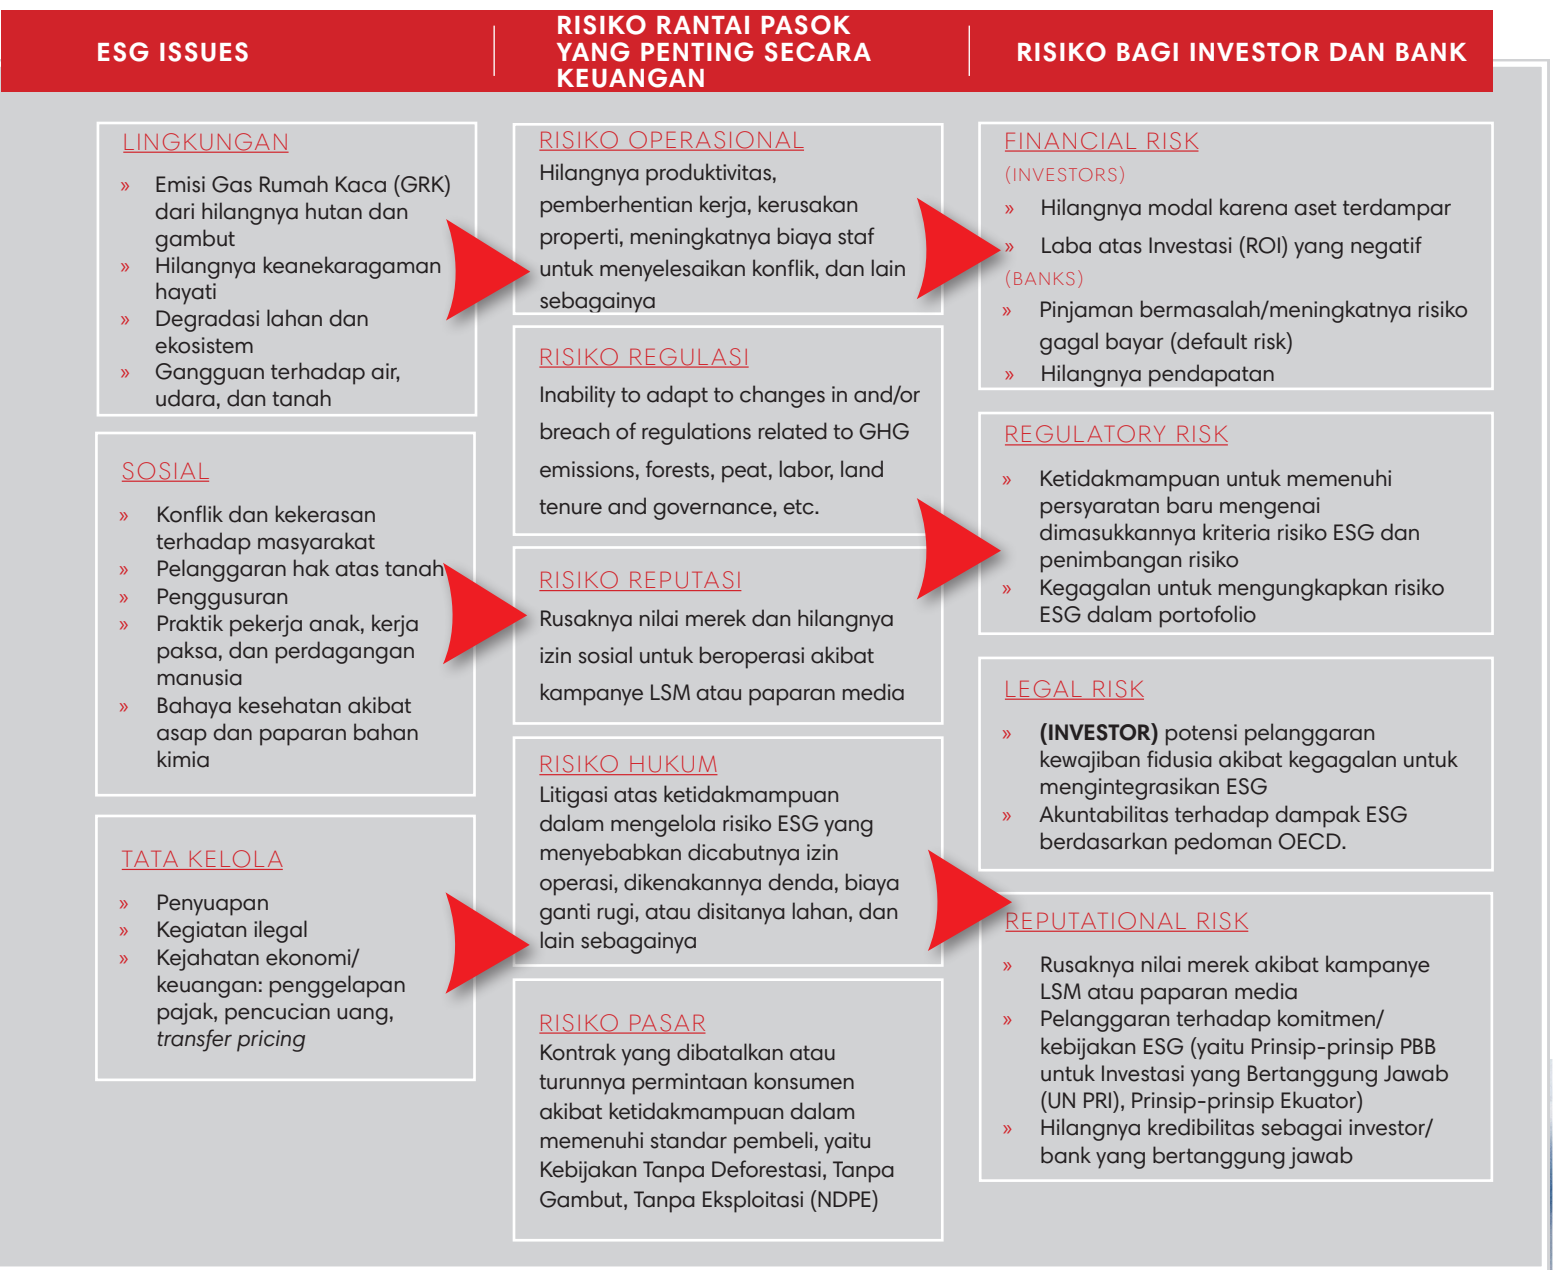 ESG ISSUES
RISIKO RANTAI PASOK
YANG PENTING SECARA
KEUANGAN
RISIKO BAGI INVESTOR DAN BANK
LINGKUNGAN
» Emisi Gas Rumah Kaca (GRK)
dari hilangnya hutan dan
gambut
» Hilangnya keanekaragaman
hayati
» Degradasi lahan dan
ekosistem
» Gangguan terhadap air,
udara, dan tanah
SOSIAL
» Konflik dan kekerasan
terhadap masyarakat
» Pelanggaran hak atas tanah
» Penggusuran
» Praktik pekerja anak, kerja
paksa, dan perdagangan
manusia
» Bahaya kesehatan akibat
asap dan paparan bahan
kimia
TATA KELOLA
» Penyuapan
» Kegiatan ilegal
» Kejahatan ekonomi/
keuangan: penggelapan
pajak, pencucian uang,
transfer pricing
RISIKO OPERASIONAL
Hilangnya produktivitas,
pemberhentian kerja, kerusakan
properti, meningkatnya biaya staf
untuk menyelesaikan konflik, dan lain
sebagainya
RISIKO REGULASI
Inability to adapt to changes in and/or
breach of regulations related to GHG
emissions, forests, peat, labor, land
tenure and governance, etc.
RISIKO REPUTASI
Rusaknya nilai merek dan hilangnya
izin sosial untuk beroperasi akibat
kampanye LSM atau paparan media
RISIKO HUKUM
Litigasi atas ketidakmampuan
dalam mengelola risiko ESG yang
menyebabkan dicabutnya izin
operasi, dikenakannya denda, biaya
ganti rugi, atau disitanya lahan, dan
lain sebagainya
RISIKO PASAR
Kontrak yang dibatalkan atau
turunnya permintaan konsumen
akibat ketidakmampuan dalam
memenuhi standar pembeli, yaitu
Kebijakan Tanpa Deforestasi, Tanpa
Gambut, Tanpa Eksploitasi (NDPE)
FINANCIAL RISK
(INVESTORS)
» Hilangnya modal karena aset terdampar
» Laba atas Investasi (ROI) yang negatif
(BANKS)
» Pinjaman bermasalah/meningkatnya risiko
gagal bayar (default risk)
» Hilangnya pendapatan
REGULATORY RISK
» Ketidakmampuan untuk memenuhi
persyaratan baru mengenai
dimasukkannya kriteria risiko ESG dan
penimbangan risiko
» Kegagalan untuk mengungkapkan risiko
ESG dalam portofolio
LEGAL RISK
» (INVESTOR) potensi pelanggaran
kewajiban fidusia akibat kegagalan untuk
mengintegrasikan ESG
» Akuntabilitas terhadap dampak ESG
berdasarkan pedoman OECD.
REPUTATIONAL RISK
» Rusaknya nilai merek akibat kampanye
LSM atau paparan media
» Pelanggaran terhadap komitmen/
kebijakan ESG (yaitu Prinsip-prinsip PBB
untuk Investasi yang Bertanggung Jawab
(UN PRI), Prinsip-prinsip Ekuator)
» Hilangnya kredibilitas sebagai investor/
bank yang bertanggung jawab